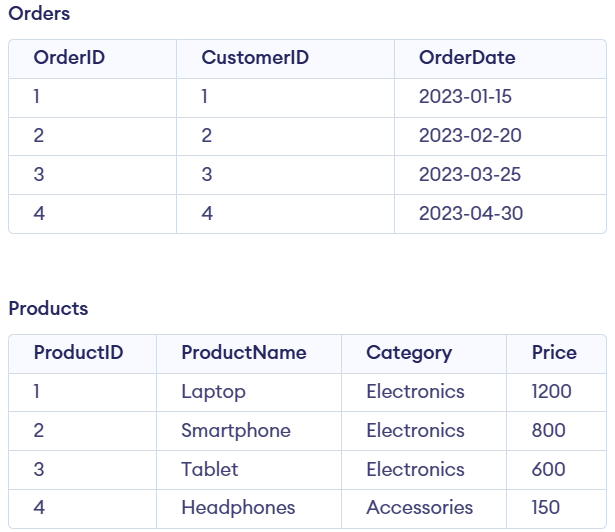 Orders
OrderID CustomerID OrderDate
1 1 2023-01-15
2 2 2023-02-20
3 3 2023-03-25
4 4 2023-04-30
Products
ProductID ProductName Category Price
1 Laptop Electronics 1200
2 Smartphone Electronics 800
3 Tablet Electronics 600
4 Headphones Accessories 150